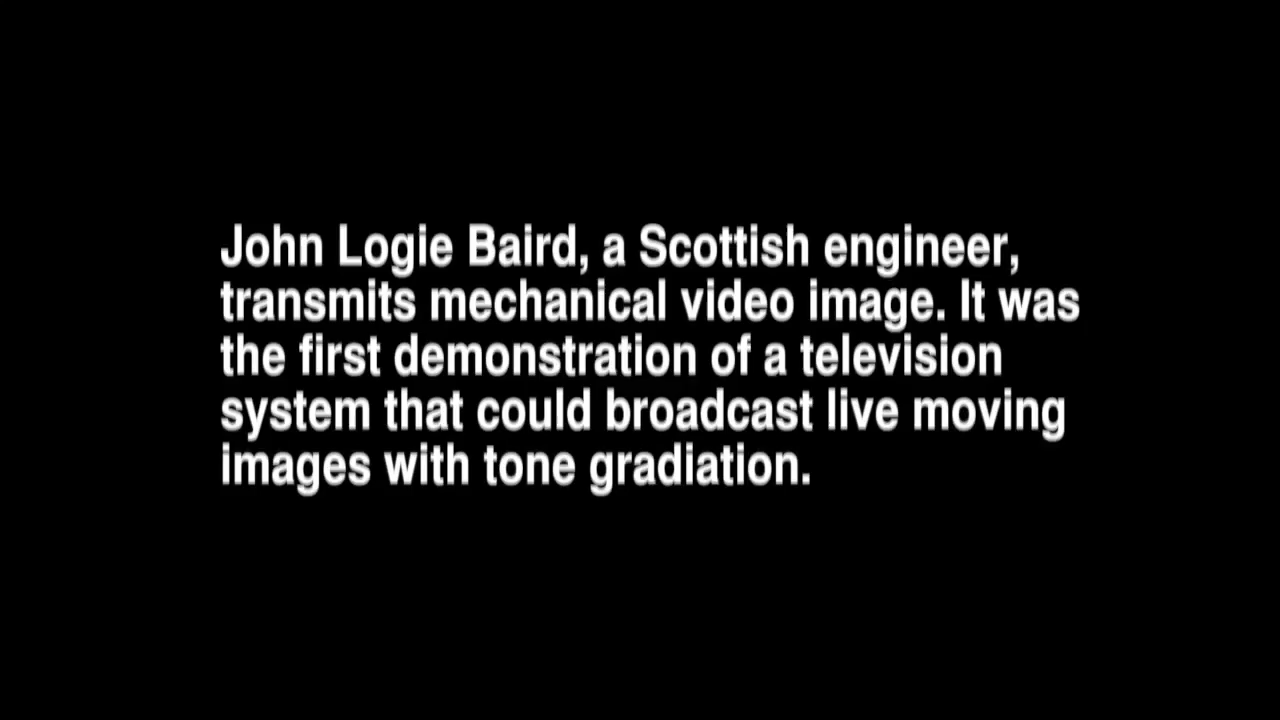 John Logie Baird, a Scottish engineer,
transmits mechanical video image. It was
the first demonstration of a television
system that could broadcast live moving
images with tone gradiation.